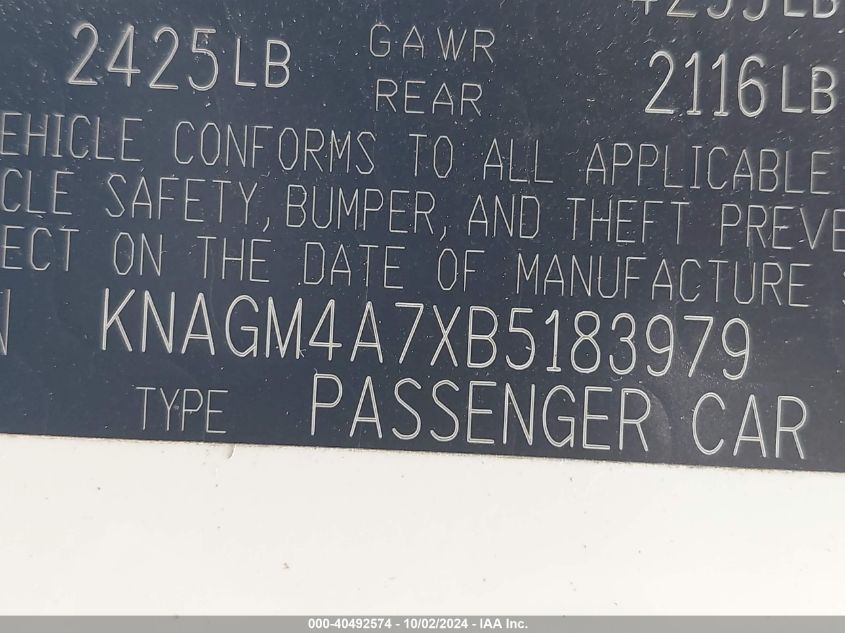 2425LB GAWR
REAR 2116LB
EHICLE CONFORMS TO ALL APPLICABLE
CLE SAFETY, BUMPER, AND THEFT PREVE
ECT ON THE DATE OF MANUFACTURE
KNAGM4A7XB5183979
TYPE PASSENGER CAR
000-40492574 - 10/02/2024 - IAA Inc.